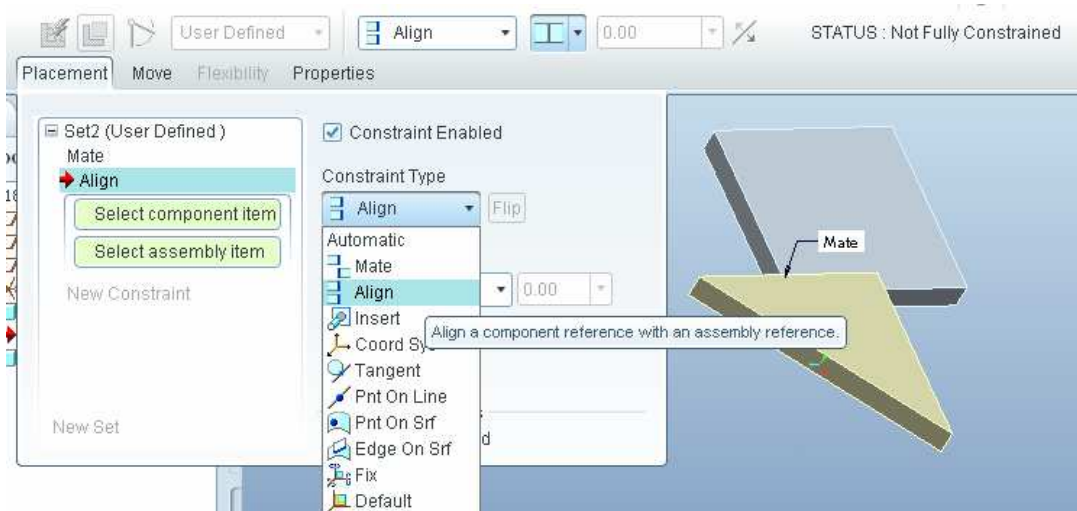 User Defined Align 0.00 STATUS : Not Fully Constrained
Placement Move Flexibility Properties
Set2 (User Defined )
Mate
Align
Select component item
Select assembly item
New Constraint
New Set
Constraint Enabled
Constraint Type
Align Flip
Automatic
Mate
Align 0.00
Insert
Align a component reference with an assembly reference.
Coord Sy
Tangent
Pnt On Line
Pnt On Srf
Edge On Srf
Fix
Default
Mate